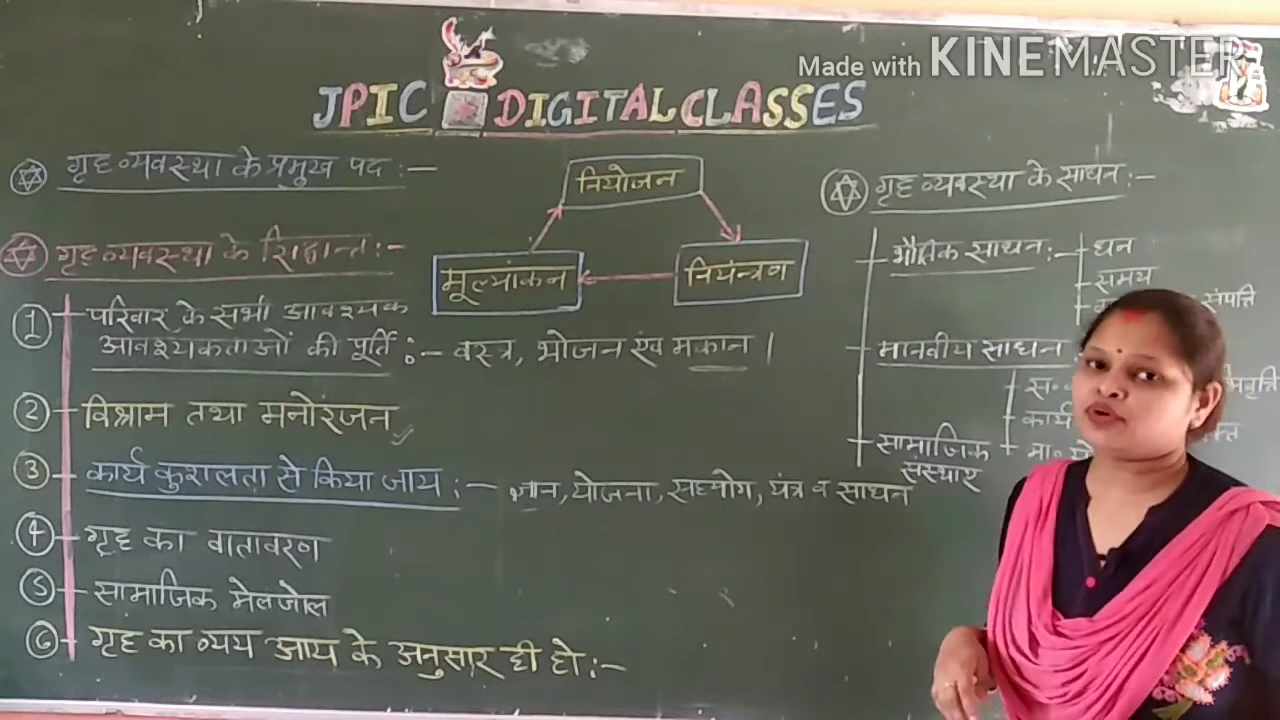 Made with KINEMASTER
JPIC DIGITAL CLASSES
गृह व्यवस्था के प्रमुख पद :-
नियोजन
नियंन्त्रण
मूल्यांकन
गृह व्यवस्था के सिद्धान्त :-
1 परिवार के सभी आवश्यक
आवश्यकताओं की पूर्ति :- वस्त्र, भोजन एंव मकान ।
2 विश्राम तथा मनोरंजन
3 कार्य कुशलता से किया जाय :- ज्ञान, योजना, सहयोग, यंत्र व साधन
4 गृह का वातावरण
5 सामाजिक मेलजोल
6 गृह का व्यय आय के अनुसार ही हो :-
गृह व्यवस्था के साधन :-
भौतिक साधन :- धन
समय
संपत्ति
मानवीय साधन
कार्य
सामाजिक
संस्थाए